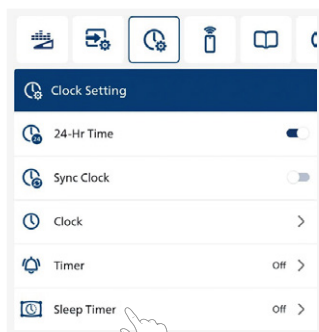 Clock Setting
24-Hr Time
Sync Clock
Clock
Timer Off
Sleep Timer Off